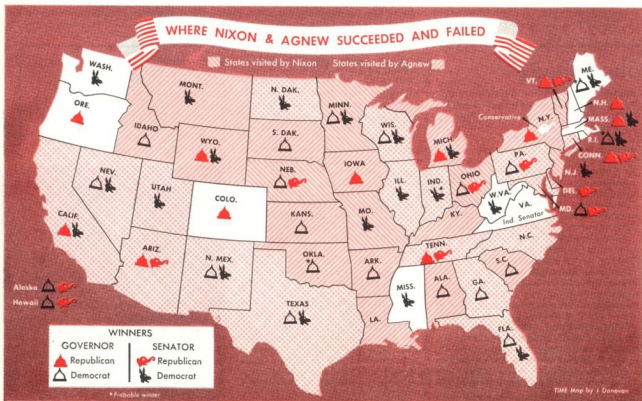 WHERE NIXON & AGNEW SUCCEEDED AND FAILED
States visited by Nixon States visited by Agnew
WASH.
MONT.
N. DAK.
MINN.
ME.
VT.
ORE.
IDAHO
WYO.
S. DAK.
WIS.
MICH.
Conservative
N.Y.
N.H.
MASS.
R.I.
CONN.
NEV.
UTAH
COLO.
NEB.
IOWA
ILL.
IND.*
OHIO
PA.
N.J.
W.VA.
VA.
Ind. Senator
DEL.
MD.
CALIF.
KANS.
MO.
KY.
ARIZ.
N. MEX.
OKLA.
*
ARK.
TENN.
N.C.
S.C.
Alaska
Hawaii
TEXAS
LA.
MISS.
ALA.
GA.
FLA.
WINNERS
GOVERNOR SENATOR
Republican Republican
Democrat Democrat
*Probable winner
TIME Map by J. Donovan